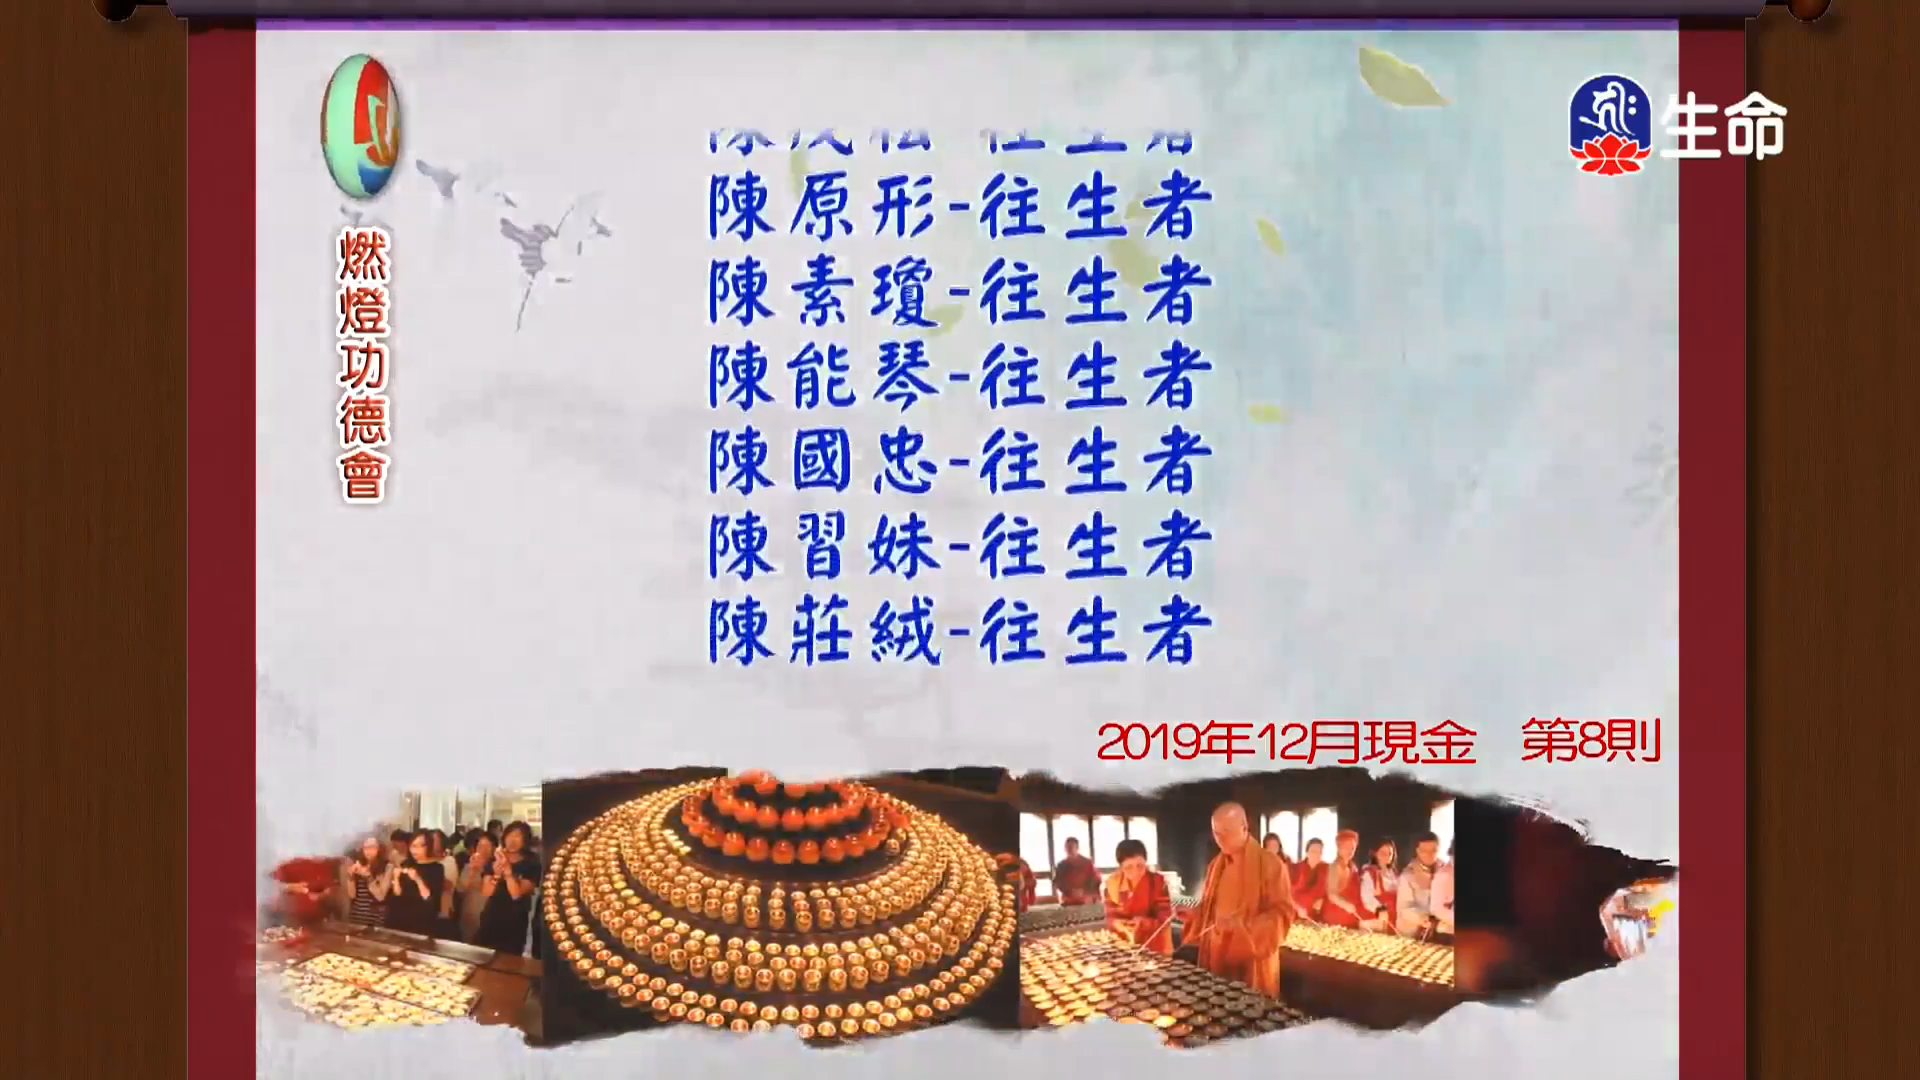 生命
燃燈功德會
陳原形-往生者
陳素瓊-往生者
陳能琴-往生者
陳國忠-往生者
陳習妹-往生者
陳莊絨-往生者
2019年12月現金 第8則